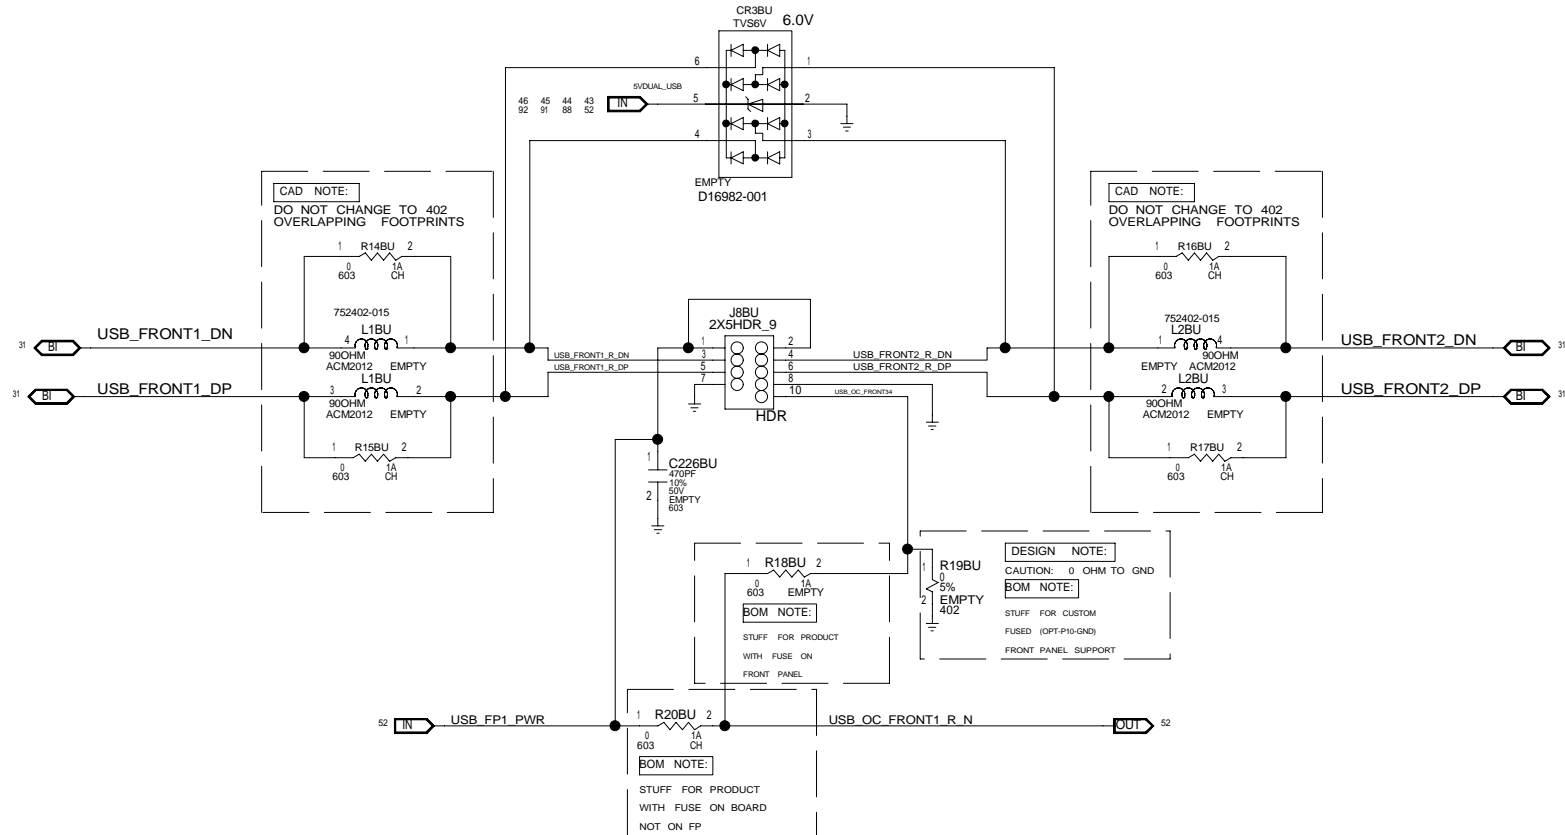 CR3BU
TVS6V 6.0V
6 1
5VDUAL_USB
46 45 44 43
92 91 88 52
IN
5 2
4 3
EMPTY
D16982-001
CAD NOTE:
DO NOT CHANGE TO 402
OVERLAPPING FOOTPRINTS
1 R14BU 2
0 1A
603 CH
752402-015
L1BU
4 1
90OHM
ACM2012 EMPTY
L1BU
3 2
90OHM
ACM2012 EMPTY
1 R15BU 2
0 1A
603 CH
31 BI USB_FRONT1_DN
31 BI USB_FRONT1_DP
USB_FRONT1_R_DN
USB_FRONT1_R_DP
J8BU
2X5HDR_9
1 2
3 4
5 6
7 8
10
HDR
USB_FRONT2_R_DN
USB_FRONT2_R_DP
USB_OC_FRONT34
CAD NOTE:
DO NOT CHANGE TO 402
OVERLAPPING FOOTPRINTS
1 R16BU 2
0 1A
603 CH
752402-015
L2BU
1 4
90OHM
EMPTY ACM2012
L2BU
2 3
90OHM
ACM2012 EMPTY
1 R17BU 2
0 1A
603 CH
USB_FRONT2_DN BI 31
USB_FRONT2_DP BI 31
1 C226BU
470PF
10%
50V
2 EMPTY
603
1 R18BU 2
0 1A
603 EMPTY
BOM NOTE:
STUFF FOR PRODUCT
WITH FUSE ON
FRONT PANEL
1 R19BU
0
5%
2 EMPTY
402
DESIGN NOTE:
CAUTION: 0 OHM TO GND
BOM NOTE:
STUFF FOR CUSTOM
FUSED (OPT-P10-GND)
FRONT PANEL SUPPORT
52 IN USB_FP1_PWR
1 R20BU 2
0 1A
603 CH
USB_OC_FRONT1_R_N OUT 52
BOM NOTE:
STUFF FOR PRODUCT
WITH FUSE ON BOARD
NOT ON FP